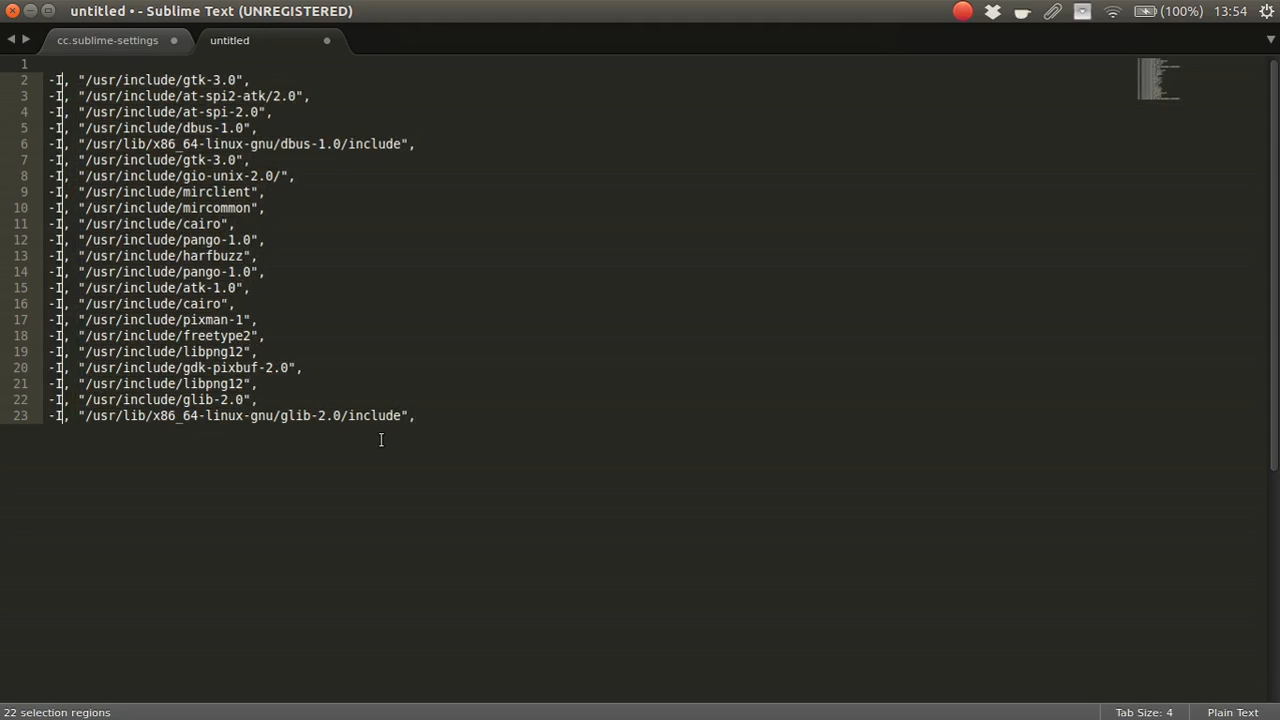 untitled • - Sublime Text (UNREGISTERED)
(100%) 13:54
cc.sublime-settings
untitled
1
2 -I, "/usr/include/gtk-3.0",
3 -I, "/usr/include/at-spi2-atk/2.0",
4 -I, "/usr/include/at-spi-2.0",
5 -I, "/usr/include/dbus-1.0",
6 -I, "/usr/lib/x86_64-linux-gnu/dbus-1.0/include",
7 -I, "/usr/include/gtk-3.0",
8 -I, "/usr/include/gio-unix-2.0/",
9 -I, "/usr/include/mirclient",
10 -I, "/usr/include/mircommon",
11 -I, "/usr/include/cairo",
12 -I, "/usr/include/pango-1.0",
13 -I, "/usr/include/harfbuzz",
14 -I, "/usr/include/pango-1.0",
15 -I, "/usr/include/atk-1.0",
16 -I, "/usr/include/cairo",
17 -I, "/usr/include/pixman-1",
18 -I, "/usr/include/freetype2",
19 -I, "/usr/include/libpng12",
20 -I, "/usr/include/gdk-pixbuf-2.0",
21 -I, "/usr/include/libpng12",
22 -I, "/usr/include/glib-2.0",
23 -I, "/usr/lib/x86_64-linux-gnu/glib-2.0/include",
22 selection regions
Tab Size: 4
Plain Text